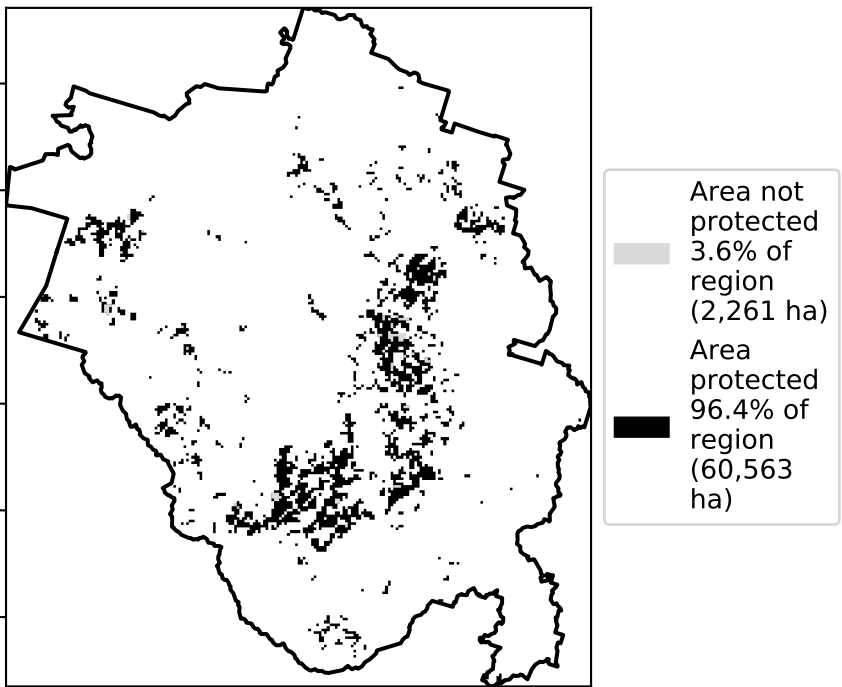 Area not
protected
3.6% of
region
(2,261 ha)
Area
protected
96.4% of
region
(60,563
ha)